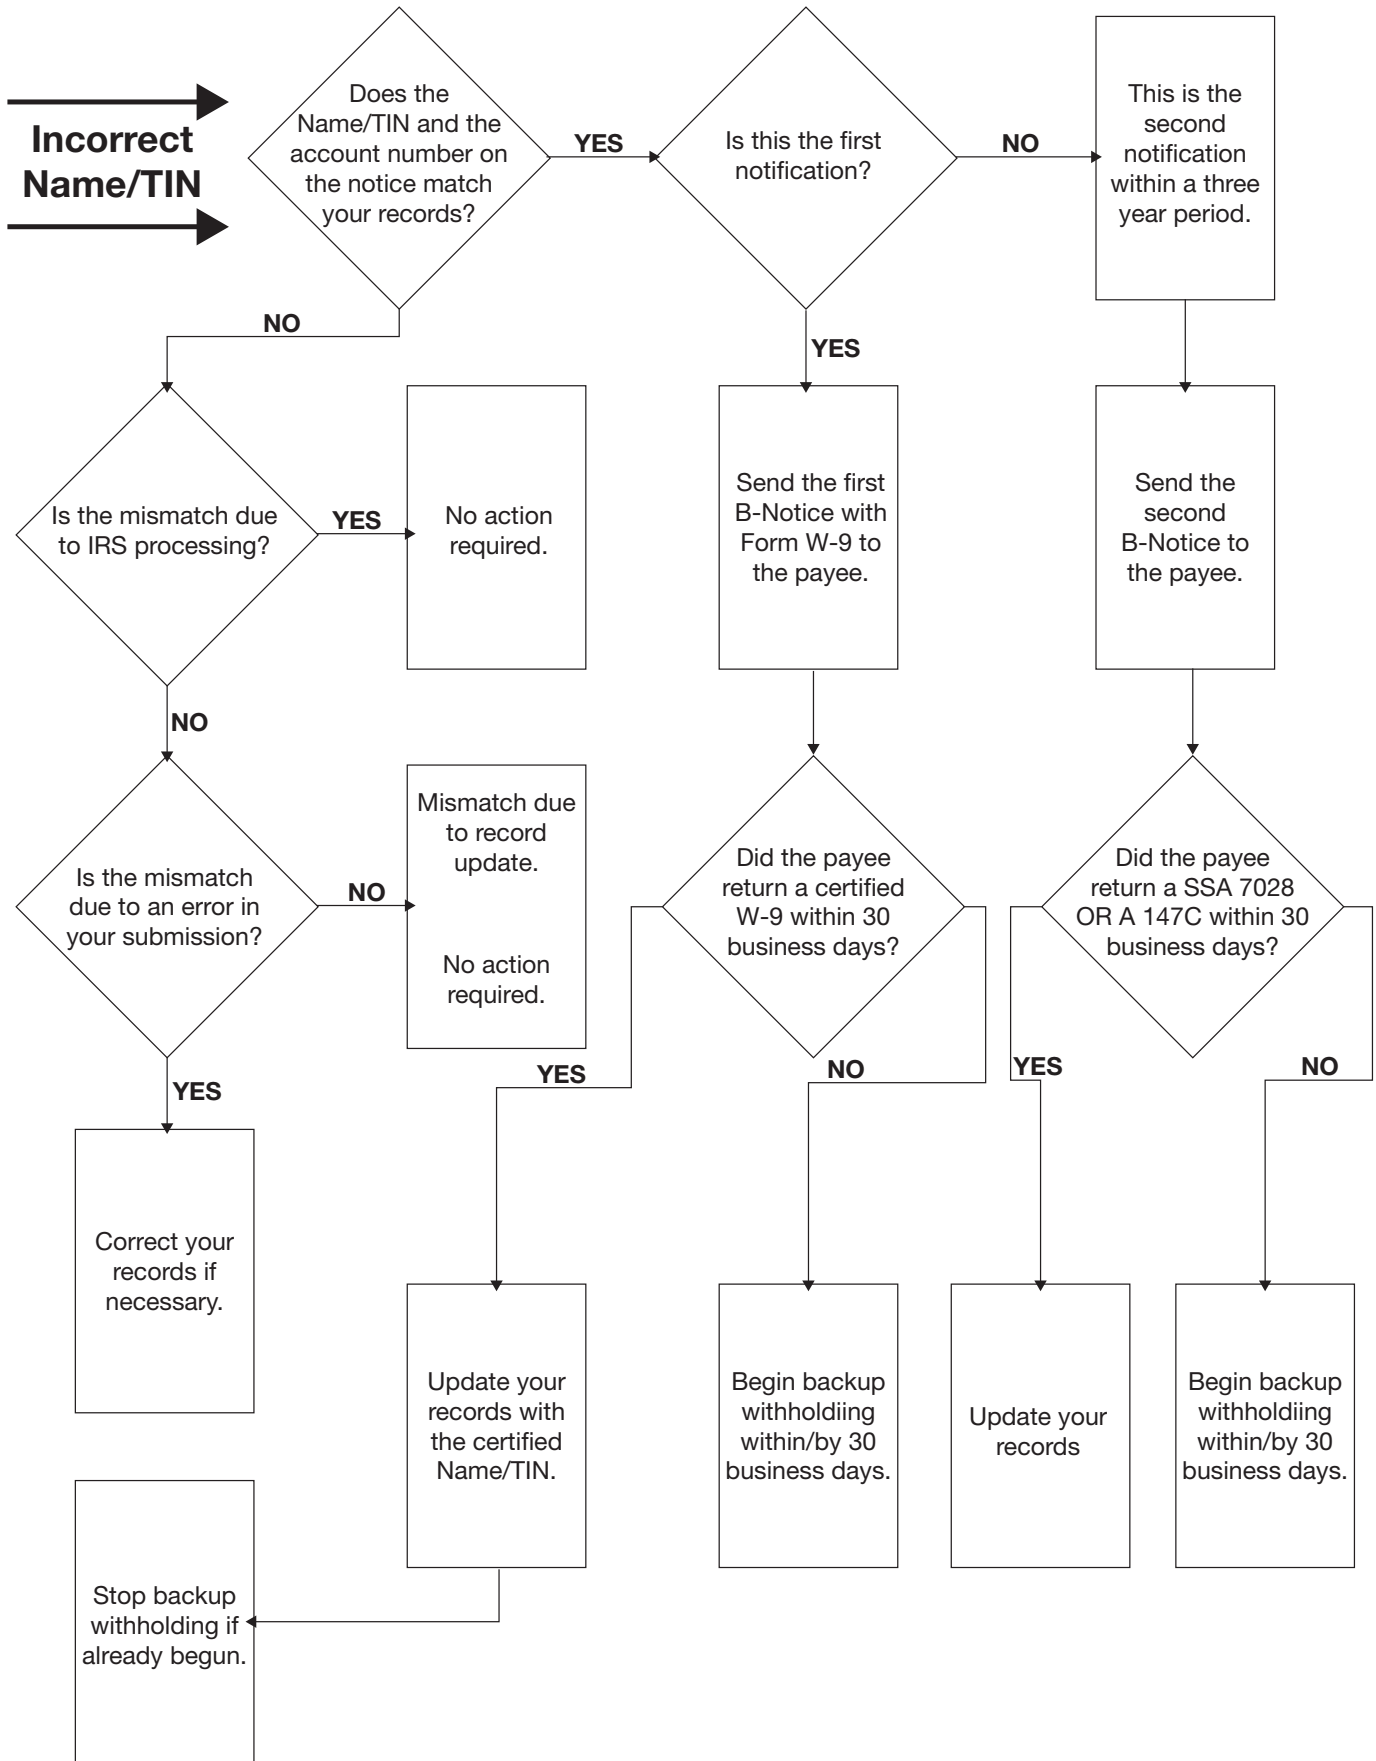 Incorrect
Name/TIN
Does the
Name/TIN and the
account number on
the notice match
your records?
YES
Is this the first
notification?
NO
This is the
second
notification
within a three
year period.
NO
YES
Is the mismatch due
to IRS processing?
YES
No action
required.
Send the first
B-Notice with
Form W-9 to
the payee.
Send the
second
B-Notice to
the payee.
NO
Is the mismatch
due to an error in
your submission?
NO
Mismatch due
to record
update.
No action
required.
Did the payee
return a certified
W-9 within 30
business days?
Did the payee
return a SSA 7028
OR A 147C within 30
business days?
YES
YES
NO
YES
NO
Correct your
records if
necessary.
Update your
records with
the certified
Name/TIN.
Begin backup
withholdiing
within/by 30
business days.
Update your
records
Begin backup
withholdiing
within/by 30
business days.
Stop backup
withholding if
already begun.